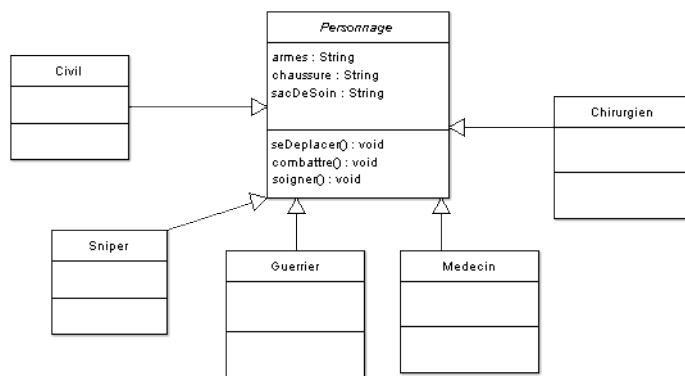 Personnage
armes : String
chaussure : String
sacDeSoin : String
seDeplacer() : void
combattre() : void
soigner() : void
Civil
Chirurgien
Sniper
Guerrier
Medecin